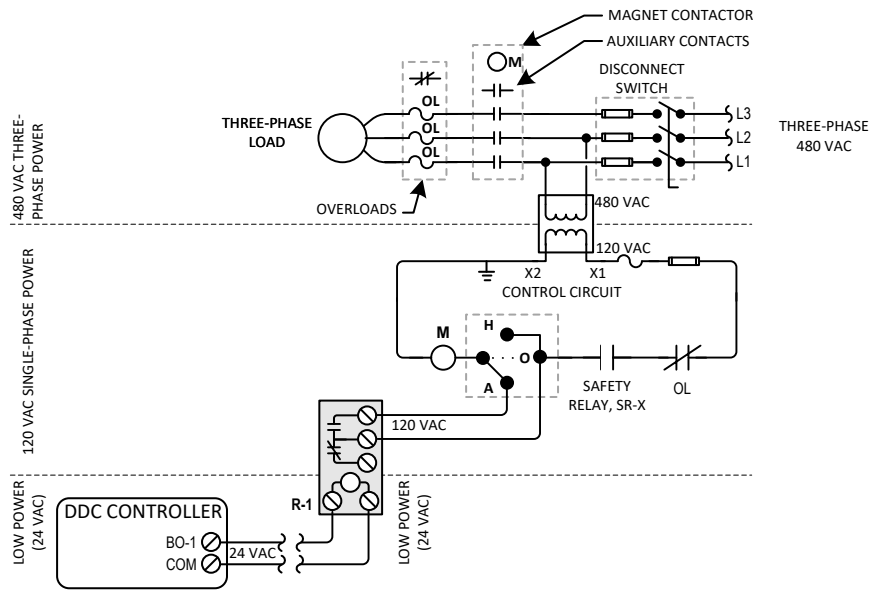 MAGNET CONTACTOR
AUXILIARY CONTACTS
M
DISCONNECT
SWITCH
OL
OL
OL
THREE-PHASE
LOAD
L3
L2
L1
THREE-PHASE
480 VAC
480 VAC THREE-
PHASE POWER
OVERLOADS
480 VAC
120 VAC
X2
X1
CONTROL CIRCUIT
120 VAC SINGLE-PHASE POWER
M
H
O
A
SAFETY
RELAY, SR-X
OL
120 VAC
R-1
LOW POWER
(24 VAC)
LOW POWER
(24 VAC)
DDC CONTROLLER
BO-1
24 VAC
COM